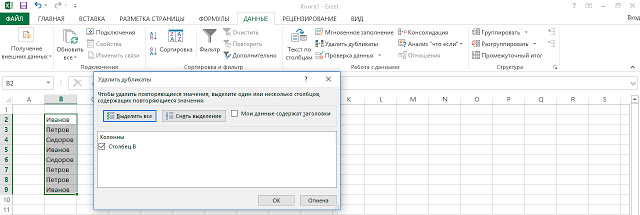 Книга1 - Excel
ФАЙЛ ГЛАВНАЯ ВСТАВКА РАЗМЕТКА СТРАНИЦЫ ФОРМУЛЫ ДАННЫЕ РЕЦЕНЗИРОВАНИЕ ВИД Вход
Получение внешних данных
Обновить все
Подключения
Свойства
Изменить связи
Подключения
Сортировка
Фильтр
Очистить
Повторить
Дополнительно
Сортировка и фильтр
Текст по столбцам
Мгновенное заполнение
Удалить дубликаты
Проверка данных
Консолидация
Анализ "что если"
Отношения
Работа с данными
Группировать
Разгруппировать
Промежуточный итог
Структура
B2
A B C J K L M N O P Q R
1
2 Иванов
3 Петров
4 Сидоров
5 Иванов
6 Сидоров
7 Петров
8 Петров
9 Иванов
10
11
Удалить дубликаты
Чтобы удалить повторяющиеся значения, выделите один или несколько столбцов,
содержащих повторяющиеся значения.
Выделить все Снять выделение Мои данные содержат заголовки
Колонны
Столбец B
ОК Отмена